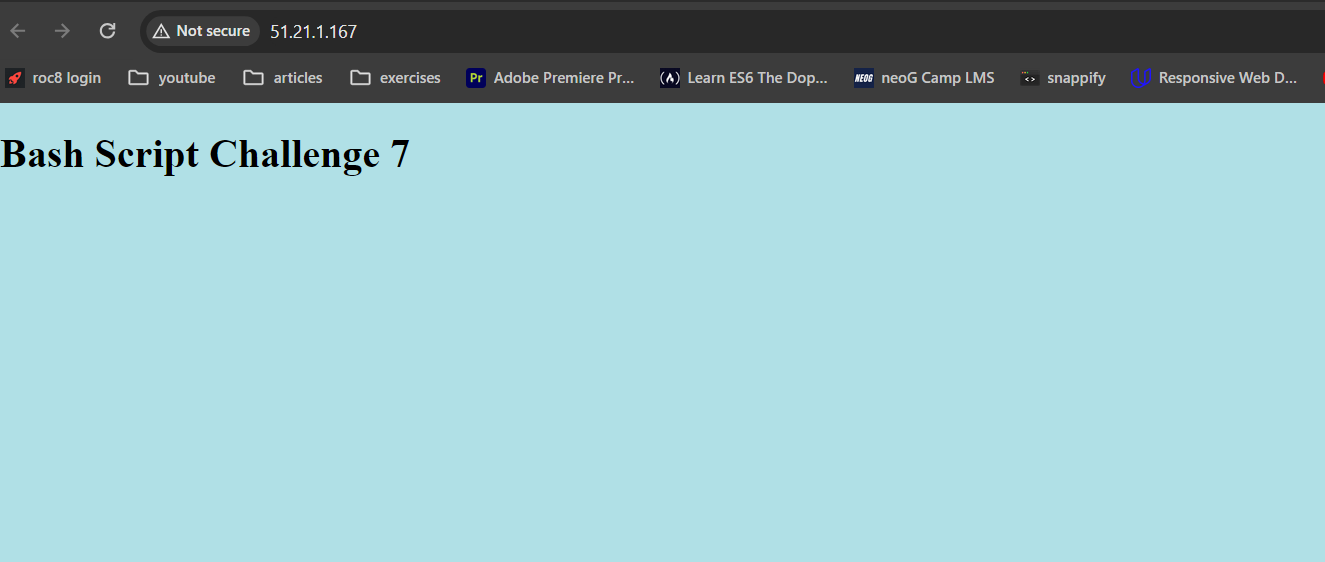 Not secure 51.21.1.167
roc8 login youtube articles exercises Pr Adobe Premiere Pr... Learn ES6 The Dop... NEOG neoG Camp LMS snappify Responsive Web D...
Bash Script Challenge 7